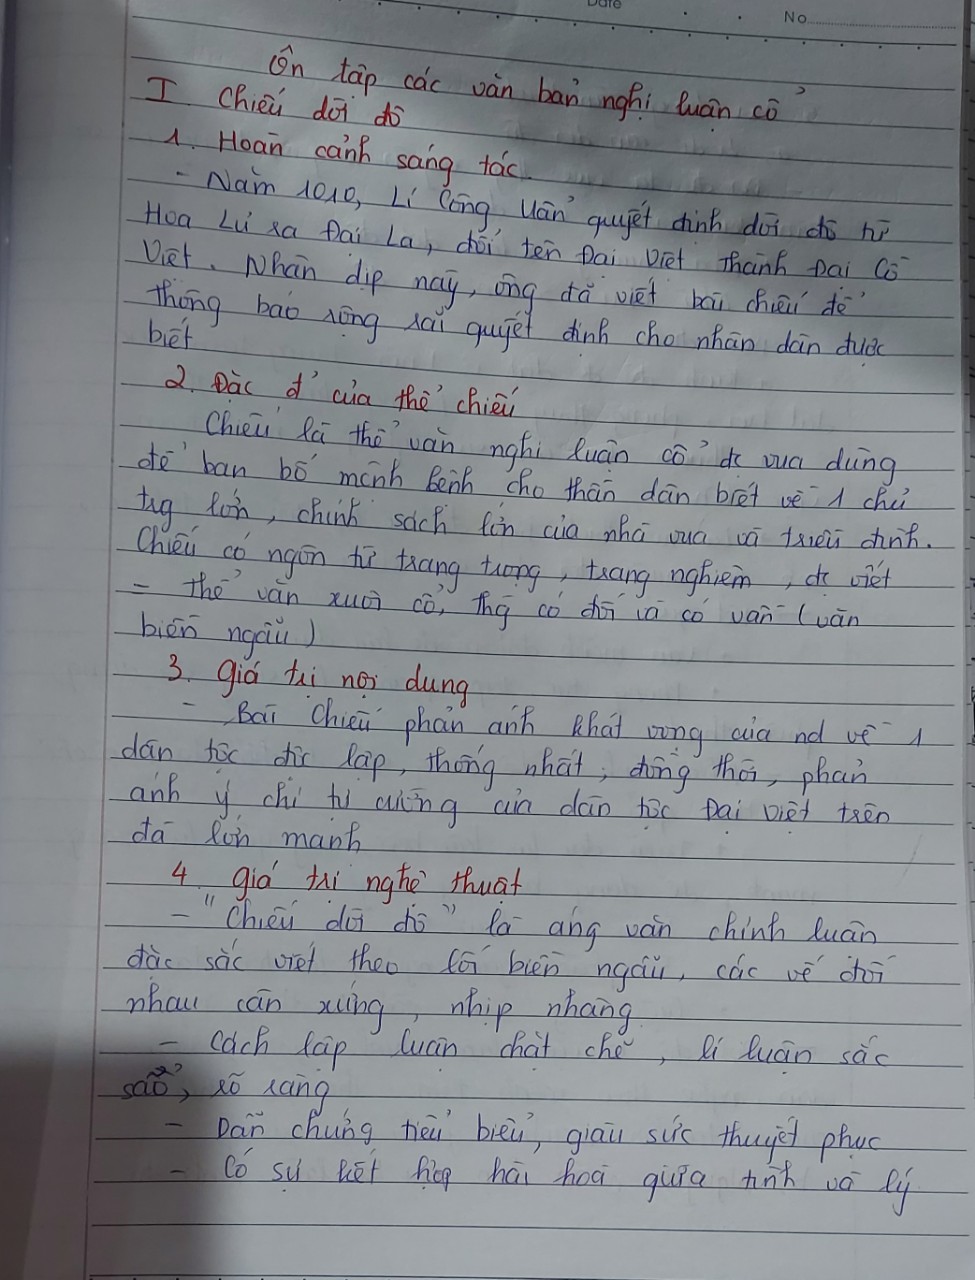 Date
No
Ôn tập các văn bản nghị luận cổ
I. Chiếu dời đô
1. Hoàn cảnh sáng tác.
- Năm 1010, Lí Công Uẩn quyết định dời đô từ
Hoa Lư ra Đại La, đổi tên Đại Việt thành Đại Cồ
Việt. Nhân dịp này, ông đã viết bài chiếu để
thông báo rộng rãi quyết định cho nhân dân được
biết
2. Đặc đ' của thể chiếu
Chiếu là thể văn nghị luận cổ đc vua dùng
để ban bố mệnh lệnh cho thần dân biết về 1 chủ
trg lớn, chính sách lớn của nhà vua và triều đình.
Chiếu có ngôn từ trang trọng, trang nghiêm, đc viết
= thể văn xuôi cổ, thg có đối và có vần (văn
biền ngẫu)
3. Giá trị nội dung
- Bài Chiếu phản ánh khát vọng của nd về 1
dân tộc độc lập, thống nhất, đồng thời, phản
ánh ý chí tự cường của dân tộc Đại Việt trên
đà lớn mạnh
4. Giá trị nghệ thuật
- "Chiếu dời đô" là áng văn chính luận
đặc sắc viết theo lối biền ngẫu, các vế đối
nhau cân xứng, nhịp nhàng
- Cách lập luận chặt chẽ, lí luận sắc
sảo, rõ ràng
- Dẫn chứng tiêu biểu, giàu sức thuyết phục
- Có sự kết hợp hài hoà giữa tình và lý